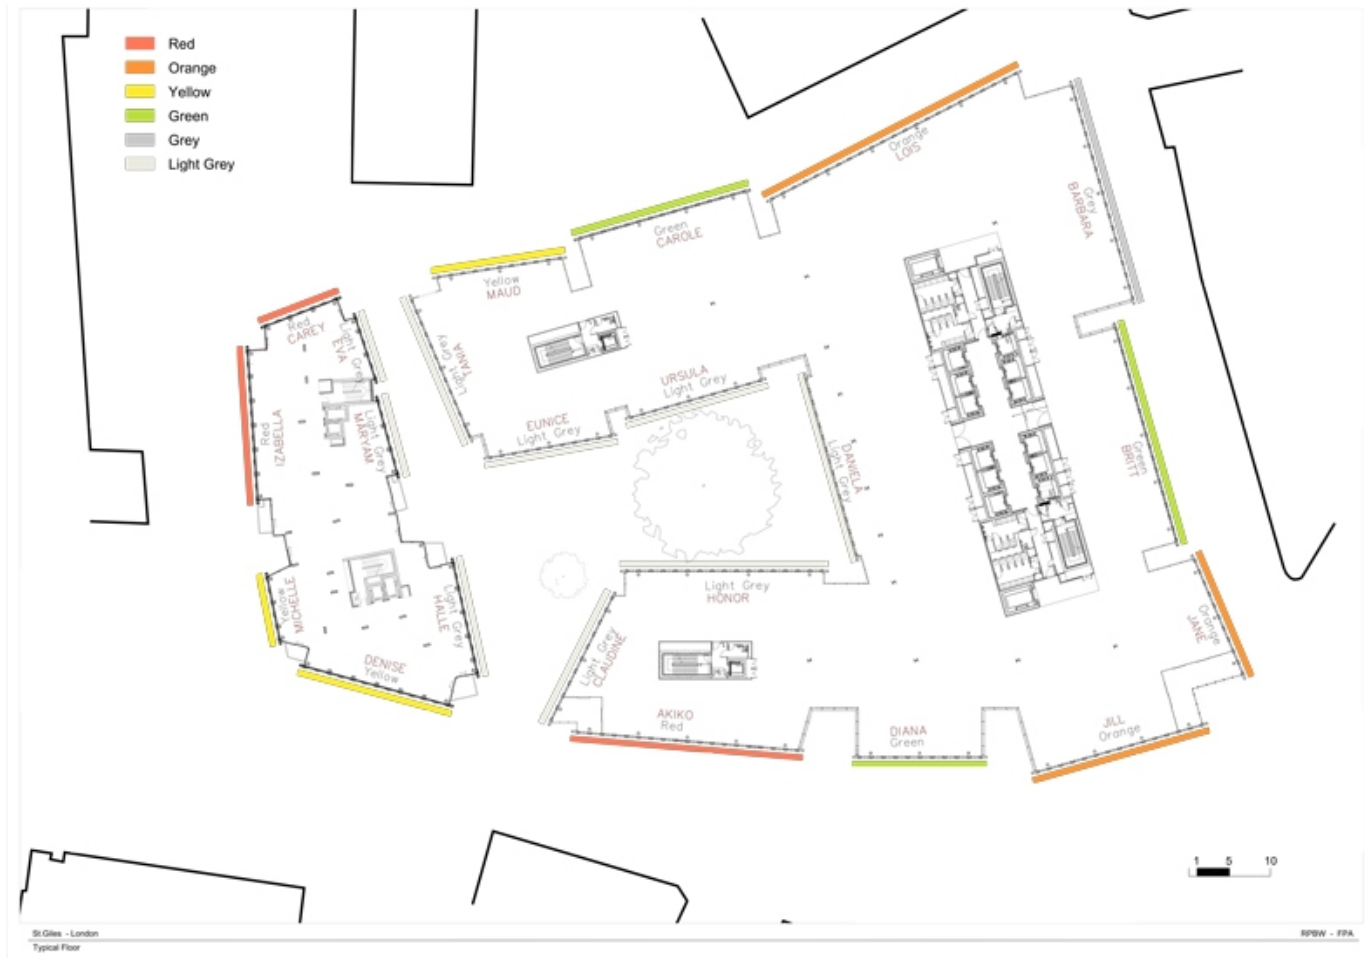 Red
Orange
Yellow
Green
Grey
Light Grey
Orange
LOIS
Grey
BARBARA
Green
CAROLE
Yellow
MAUD
Red
CAREY
Light Grey
EVA
Light Grey
TANIA
URSULA
Light Grey
EUNICE
Light Grey
Red
IZABELLA
Light Grey
MARYAM
DANIELA
Light Grey
Green
BRITT
Yellow
MICHELLE
Light Grey
HALLE
Light Grey
HONOR
Light Grey
CLAUDINE
Orange
JANE
DENISE
Yellow
AKIKO
Red
DIANA
Green
JILL
Orange
1 5 10
St.Giles - London
RPBW - FPA
Typical Floor